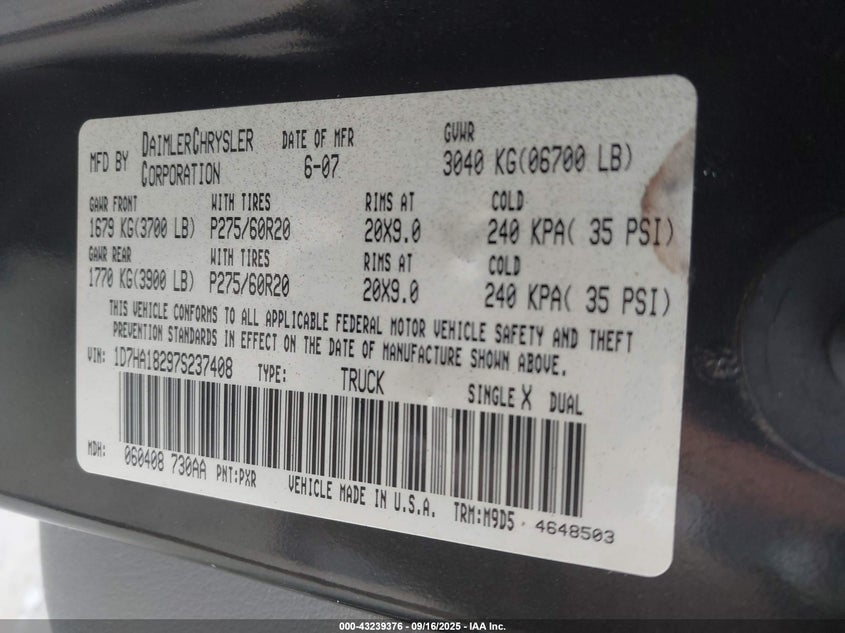 MFD BY DAIMLERCHRYSLER CORPORATION DATE OF MFR 6-07 GVWR 3040 KG(06700 LB)
GAWR FRONT WITH TIRES RIMS AT COLD
1679 KG(3700 LB) P275/60R20 20X9.0 240 KPA( 35 PSI)
GAWR REAR WITH TIRES RIMS AT COLD
1770 KG(3900 LB) P275/60R20 20X9.0 240 KPA( 35 PSI)
THIS VEHICLE CONFORMS TO ALL APPLICABLE FEDERAL MOTOR VEHICLE SAFETY AND THEFT
PREVENTION STANDARDS IN EFFECT ON THE DATE OF MANUFACTURE SHOWN ABOVE.
VIN: 1D7HA18297S237408 TYPE: TRUCK SINGLE X DUAL
MDH: 060408 730AA PNT:PXR VEHICLE MADE IN U.S.A. TRM:M9D5 4648503
000-43239376 - 09/16/2025 - IAA Inc.